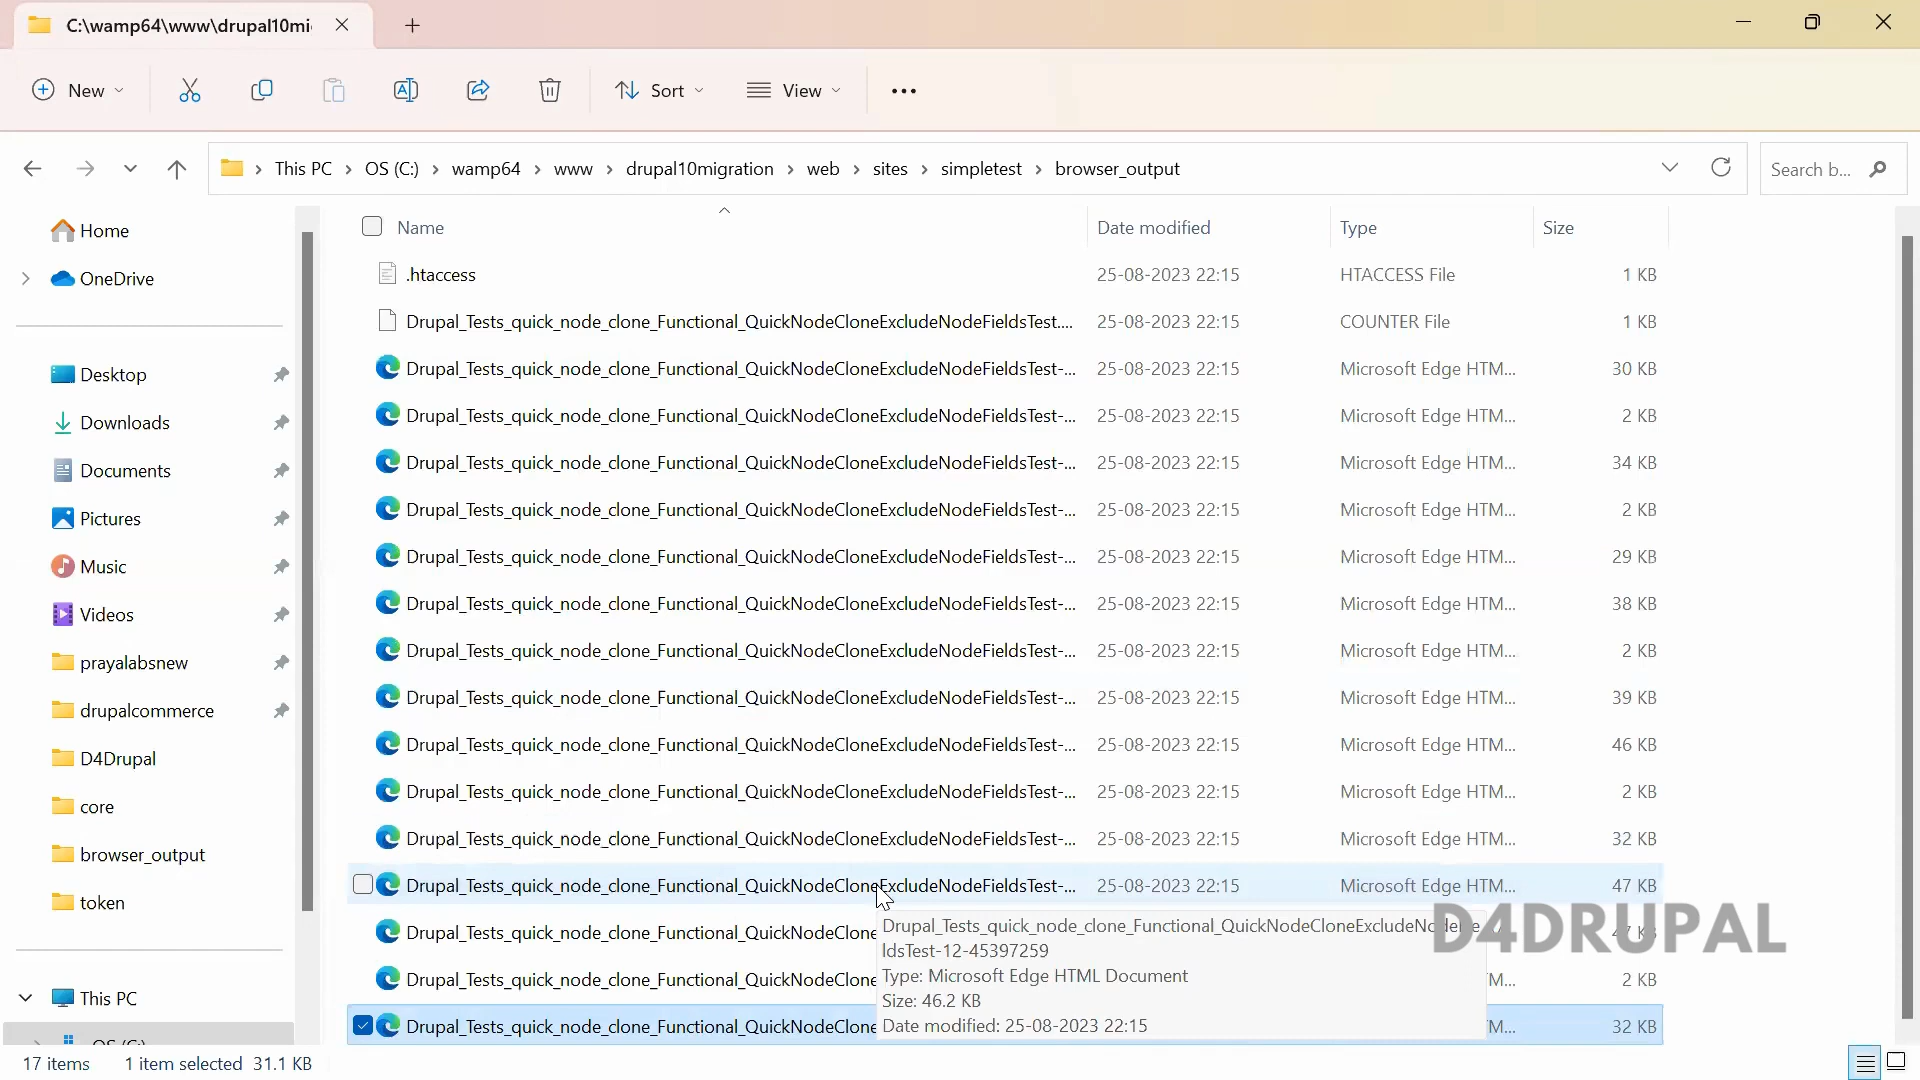 C:\wamp64\www\drupal10mi
New
Sort
View
This PC > OS (C:) > wamp64 > www > drupal10migration > web > sites > simpletest > browser_output
Search b...
Home
OneDrive
Desktop
Downloads
Documents
Pictures
Music
Videos
prayalabsnew
drupalcommerce
D4Drupal
core
browser_output
token
This PC
Name Date modified Type Size
.htaccess 25-08-2023 22:15 HTACCESS File 1 KB
Drupal_Tests_quick_node_clone_Functional_QuickNodeCloneExcludeNodeFieldsTest.... 25-08-2023 22:15 COUNTER File 1 KB
Drupal_Tests_quick_node_clone_Functional_QuickNodeCloneExcludeNodeFieldsTest-... 25-08-2023 22:15 Microsoft Edge HTM... 30 KB
Drupal_Tests_quick_node_clone_Functional_QuickNodeCloneExcludeNodeFieldsTest-... 25-08-2023 22:15 Microsoft Edge HTM... 2 KB
Drupal_Tests_quick_node_clone_Functional_QuickNodeCloneExcludeNodeFieldsTest-... 25-08-2023 22:15 Microsoft Edge HTM... 34 KB
Drupal_Tests_quick_node_clone_Functional_QuickNodeCloneExcludeNodeFieldsTest-... 25-08-2023 22:15 Microsoft Edge HTM... 2 KB
Drupal_Tests_quick_node_clone_Functional_QuickNodeCloneExcludeNodeFieldsTest-... 25-08-2023 22:15 Microsoft Edge HTM... 29 KB
Drupal_Tests_quick_node_clone_Functional_QuickNodeCloneExcludeNodeFieldsTest-... 25-08-2023 22:15 Microsoft Edge HTM... 38 KB
Drupal_Tests_quick_node_clone_Functional_QuickNodeCloneExcludeNodeFieldsTest-... 25-08-2023 22:15 Microsoft Edge HTM... 2 KB
Drupal_Tests_quick_node_clone_Functional_QuickNodeCloneExcludeNodeFieldsTest-... 25-08-2023 22:15 Microsoft Edge HTM... 39 KB
Drupal_Tests_quick_node_clone_Functional_QuickNodeCloneExcludeNodeFieldsTest-... 25-08-2023 22:15 Microsoft Edge HTM... 46 KB
Drupal_Tests_quick_node_clone_Functional_QuickNodeCloneExcludeNodeFieldsTest-... 25-08-2023 22:15 Microsoft Edge HTM... 2 KB
Drupal_Tests_quick_node_clone_Functional_QuickNodeCloneExcludeNodeFieldsTest-... 25-08-2023 22:15 Microsoft Edge HTM... 32 KB
Drupal_Tests_quick_node_clone_Functional_QuickNodeCloneExcludeNodeFieldsTest-... 25-08-2023 22:15 Microsoft Edge HTM... 47 KB
Drupal_Tests_quick_node_clone_Functional_QuickNodeClone
Drupal_Tests_quick_node_clone_Functional_QuickNodeClone M... 2 KB
Drupal_Tests_quick_node_clone_Functional_QuickNodeClone M... 32 KB
Drupal_Tests_quick_node_clone_Functional_QuickNodeCloneExcludeNodeFie
ldsTest-12-45397259
Type: Microsoft Edge HTML Document
Size: 46.2 KB
Date modified: 25-08-2023 22:15
D4DRUPAL
17 items 1 item selected 31.1 KB